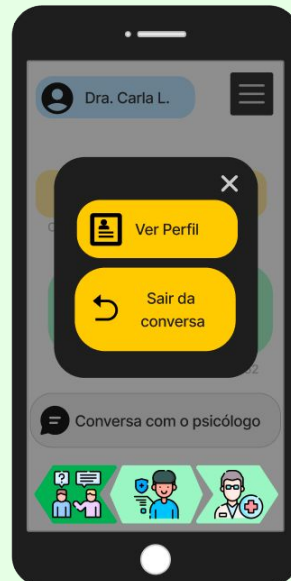 Dra. Carla L.
Ver Perfil
Sair da
conversa
Conversa com o psicólogo
?